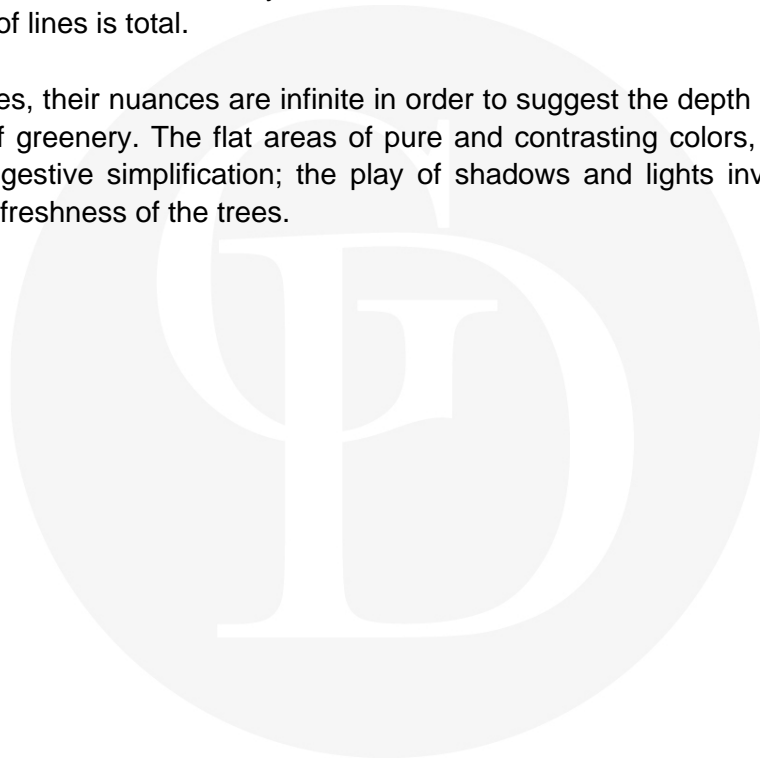 of lines is total.
es, their nuances are infinite in order to suggest the depth
f greenery. The flat areas of pure and contrasting colors,
gestive simplification; the play of shadows and lights inv
freshness of the trees.
GD